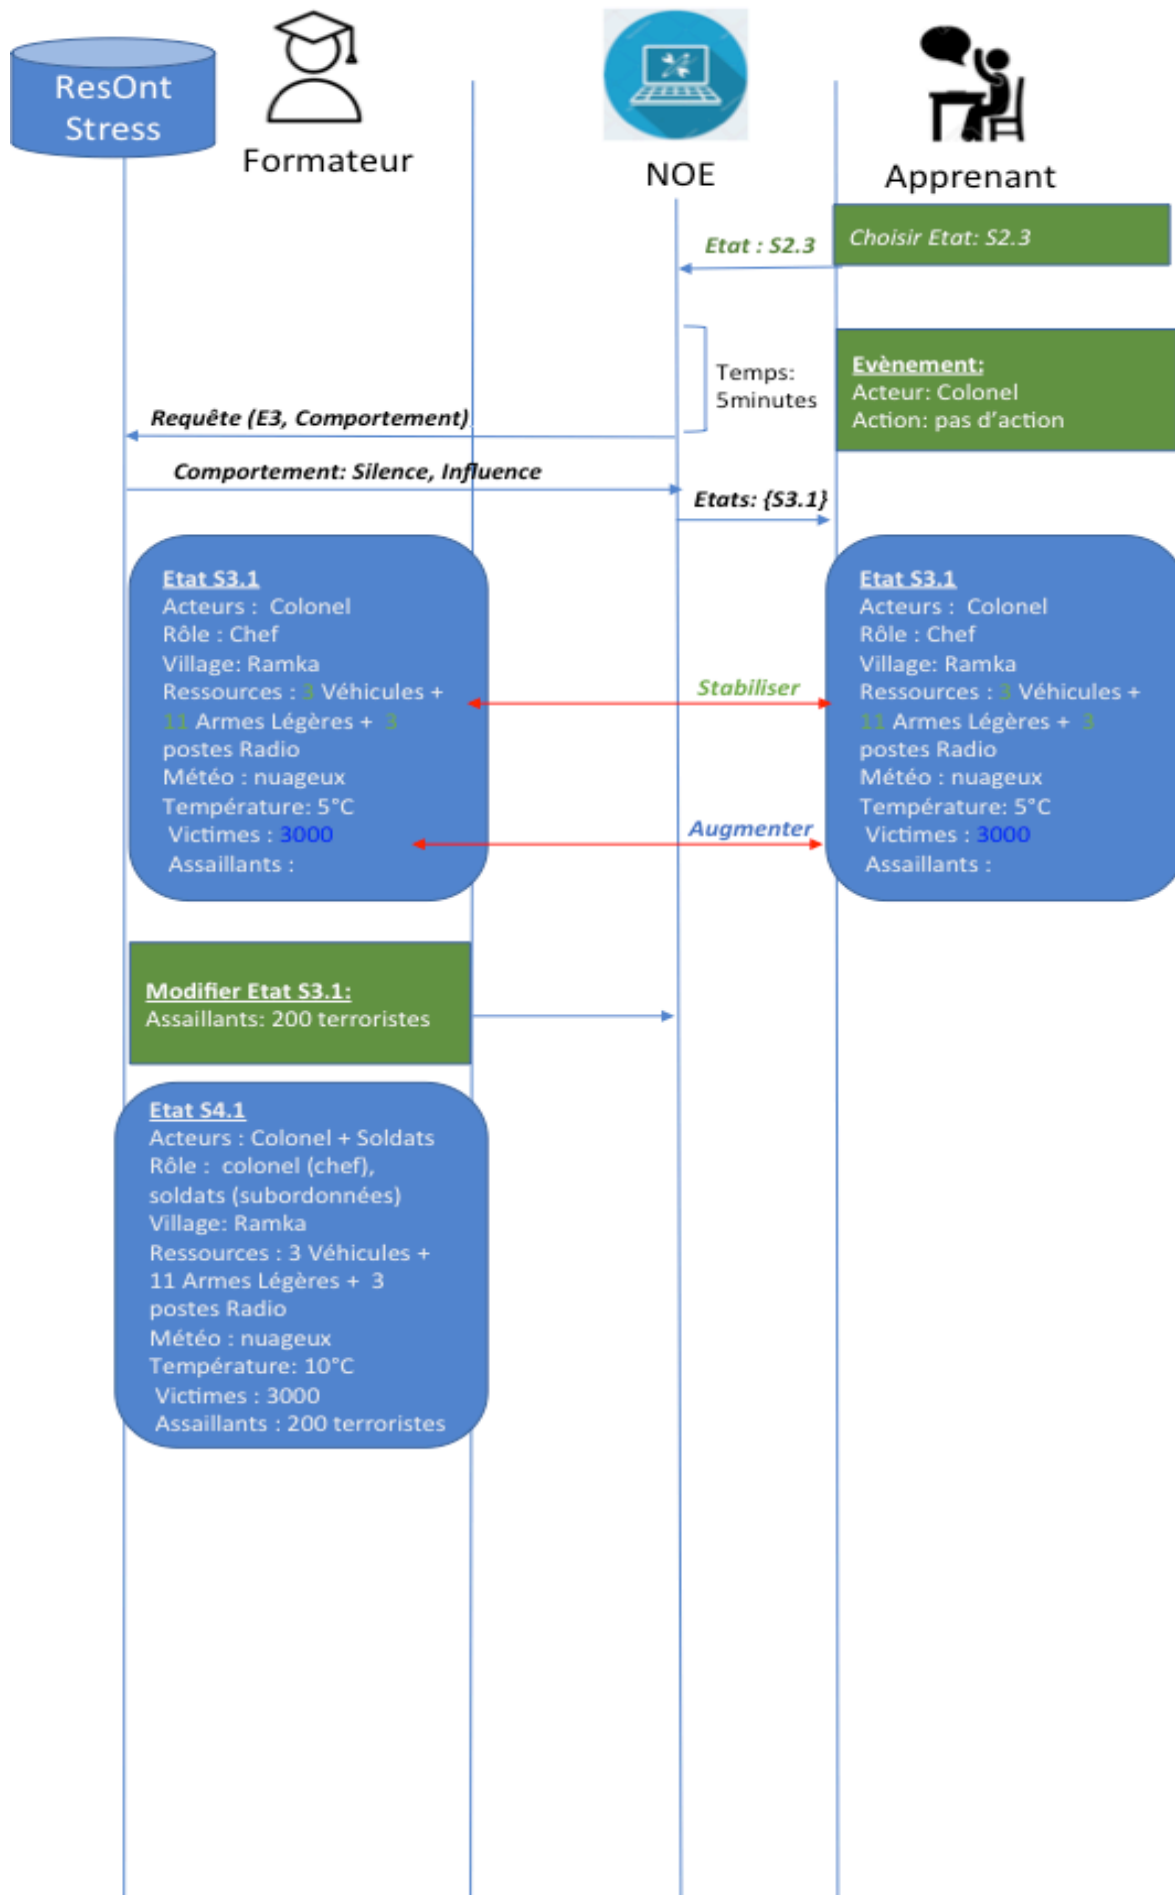 ResOnt
Stress
Formateur
NOE
Apprenant
Etat : S2.3
Choisir Etat: S2.3
Temps:
5minutes
Evènement:
Acteur: Colonel
Action: pas d'action
Requête (E3, Comportement)
Comportement: Silence, Influence
Etats: {S3.1}
Etat S3.1
Acteurs : Colonel
Rôle : Chef
Village: Ramka
Ressources : 3 Véhicules +
11 Armes Légères + 3
postes Radio
Météo : nuageux
Température: 5°C
Victimes : 3000
Assaillants :
Stabiliser
Augmenter
Etat S3.1
Acteurs : Colonel
Rôle : Chef
Village: Ramka
Ressources : 3 Véhicules +
11 Armes Légères + 3
postes Radio
Météo : nuageux
Température: 5°C
Victimes : 3000
Assaillants :
Modifier Etat S3.1:
Assaillants: 200 terroristes
Etat S4.1
Acteurs : Colonel + Soldats
Rôle : colonel (chef),
soldats (subordonnées)
Village: Ramka
Ressources : 3 Véhicules +
11 Armes Légères + 3
postes Radio
Météo : nuageux
Température: 10°C
Victimes : 3000
Assaillants : 200 terroristes